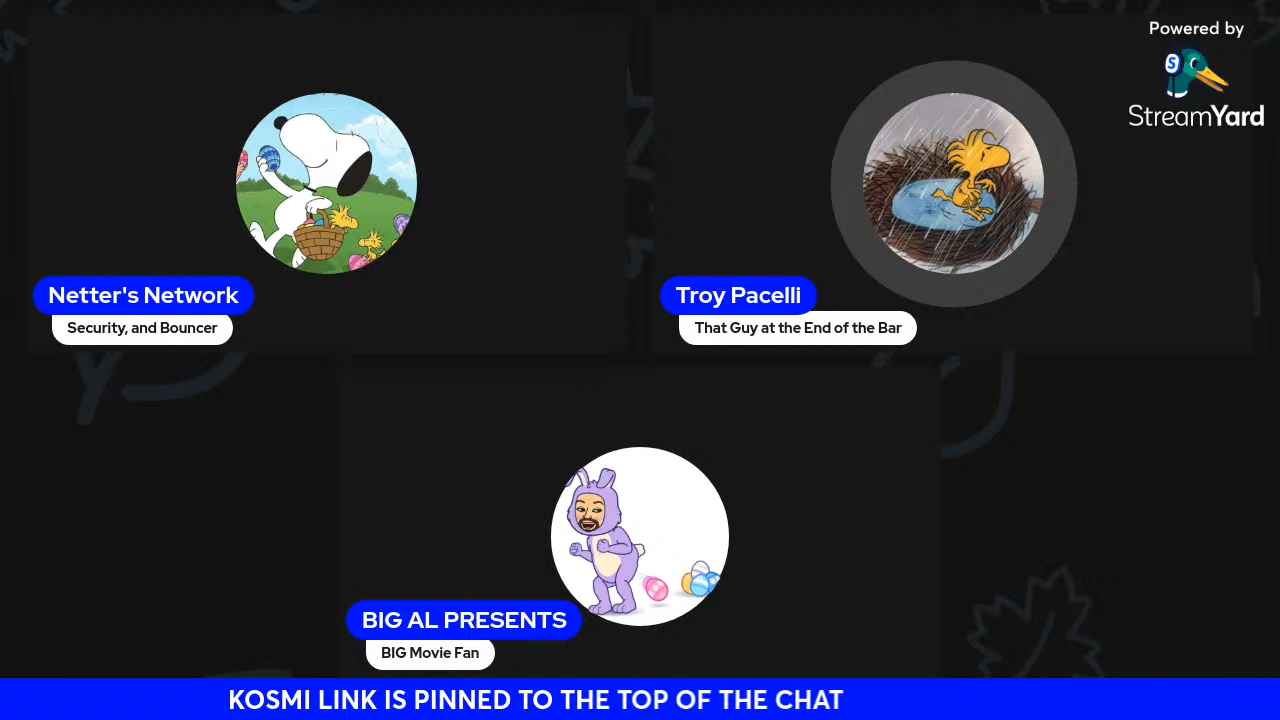 Powered by
S
StreamYard
Netter's Network
Security, and Bouncer
Troy Pacelli
That Guy at the End of the Bar
BIG AL PRESENTS
BIG Movie Fan
KOSMI LINK IS PINNED TO THE TOP OF THE CHAT